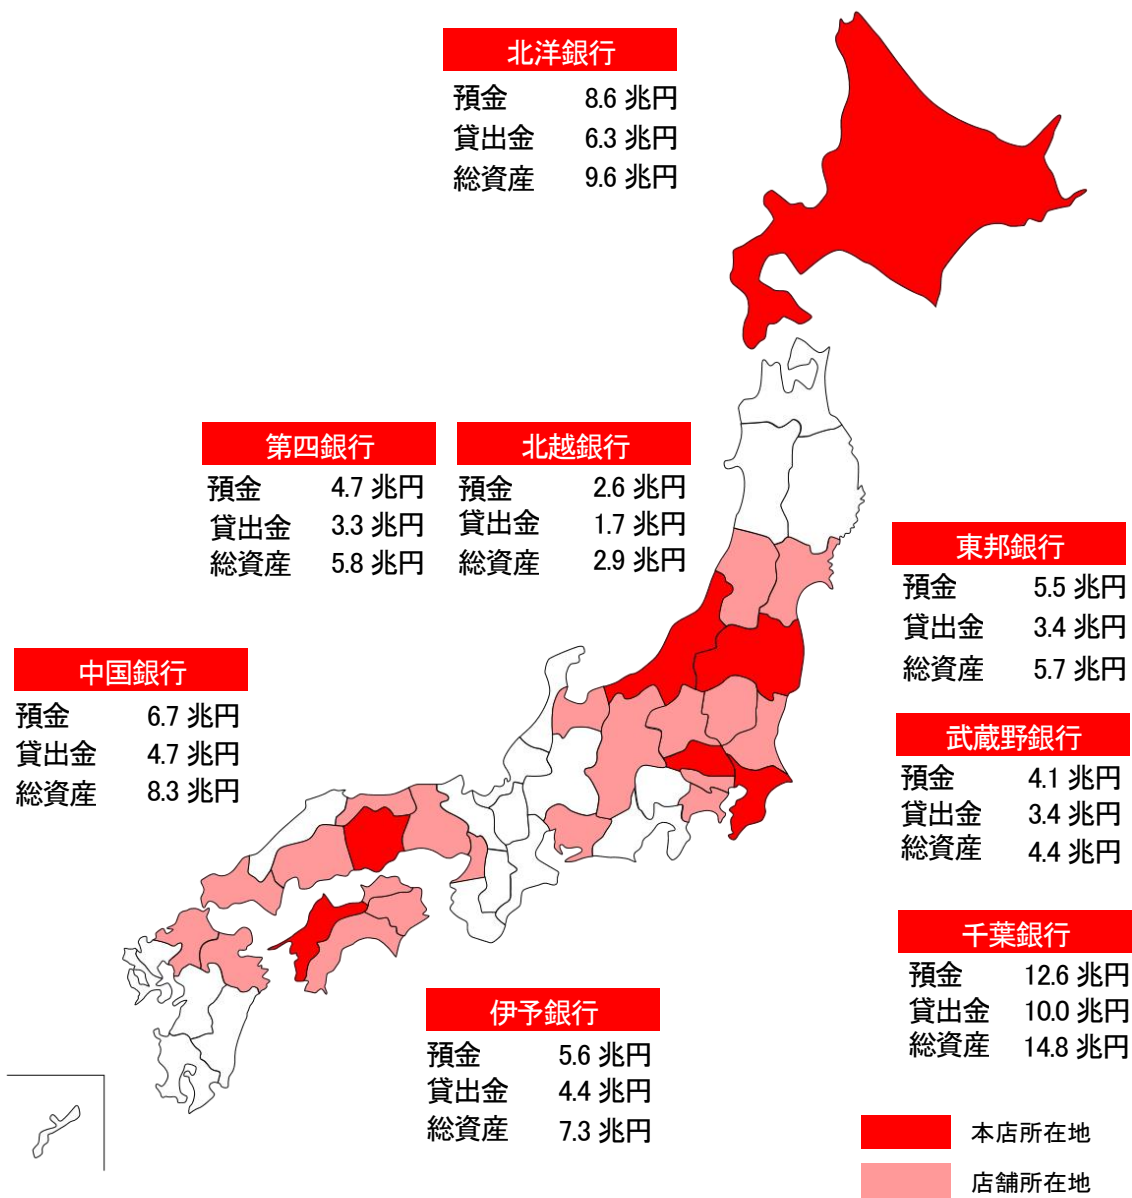 北洋銀行
預金 8.6 兆円
貸出金 6.3 兆円
総資産 9.6 兆円
第四銀行
預金 4.7 兆円
貸出金 3.3 兆円
総資産 5.8 兆円
北越銀行
預金 2.6 兆円
貸出金 1.7 兆円
総資産 2.9 兆円
東邦銀行
預金 5.5 兆円
貸出金 3.4 兆円
総資産 5.7 兆円
中国銀行
預金 6.7 兆円
貸出金 4.7 兆円
総資産 8.3 兆円
武蔵野銀行
預金 4.1 兆円
貸出金 3.4 兆円
総資産 4.4 兆円
千葉銀行
預金 12.6 兆円
貸出金 10.0 兆円
総資産 14.8 兆円
伊予銀行
預金 5.6 兆円
貸出金 4.4 兆円
総資産 7.3 兆円
本店所在地
店舗所在地